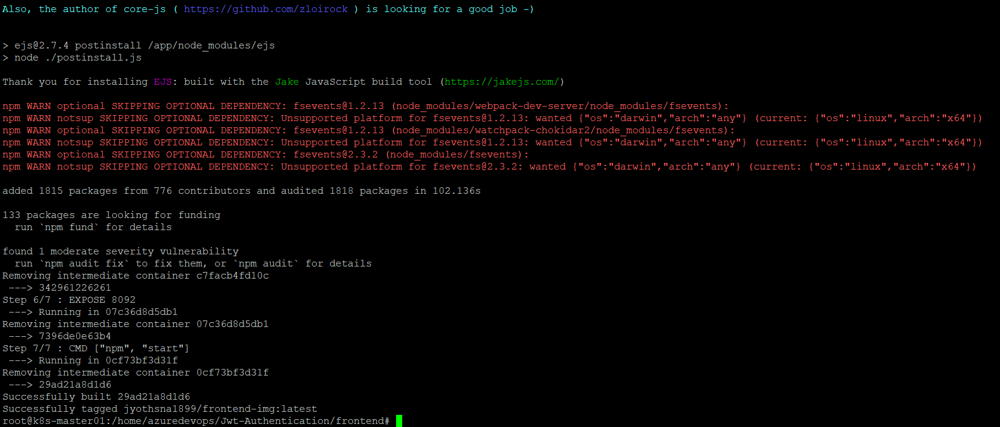 Also, the author of core-js ( https://github.com/zloirock ) is looking for a good job -)
> ejs@2.7.4 postinstall /app/node_modules/ejs
> node ./postinstall.js
Thank you for installing EJS: built with the Jake JavaScript build tool (https://jakejs.com/)
npm WARN optional SKIPPING OPTIONAL DEPENDENCY: fsevents@1.2.13 (node_modules/webpack-dev-server/node_modules/fsevents):
npm WARN notsup SKIPPING OPTIONAL DEPENDENCY: Unsupported platform for fsevents@1.2.13: wanted {"os":"darwin","arch":"any"} (current: {"os":"linux","arch":"x64"})
npm WARN optional SKIPPING OPTIONAL DEPENDENCY: fsevents@1.2.13 (node_modules/watchpack-chokidar2/node_modules/fsevents):
npm WARN notsup SKIPPING OPTIONAL DEPENDENCY: Unsupported platform for fsevents@1.2.13: wanted {"os":"darwin","arch":"any"} (current: {"os":"linux","arch":"x64"})
npm WARN optional SKIPPING OPTIONAL DEPENDENCY: fsevents@2.3.2 (node_modules/fsevents):
npm WARN notsup SKIPPING OPTIONAL DEPENDENCY: Unsupported platform for fsevents@2.3.2: wanted {"os":"darwin","arch":"any"} (current: {"os":"linux","arch":"x64"})
added 1815 packages from 776 contributors and audited 1818 packages in 102.136s
133 packages are looking for funding
  run `npm fund` for details
found 1 moderate severity vulnerability
  run `npm audit fix` to fix them, or `npm audit` for details
Removing intermediate container c7facb4fd10c
 ---> 342961226261
Step 6/7 : EXPOSE 8092
 ---> Running in 07c36d8d5db1
Removing intermediate container 07c36d8d5db1
 ---> 7396de0e63b4
Step 7/7 : CMD ["npm", "start"]
 ---> Running in 0cf73bf3d31f
Removing intermediate container 0cf73bf3d31f
 ---> 29ad21a8d1d6
Successfully built 29ad21a8d1d6
Successfully tagged jyothsna1899/frontend-img:latest
root@k8s-master01:/home/azuredevops/Jwt-Authentication/frontend#